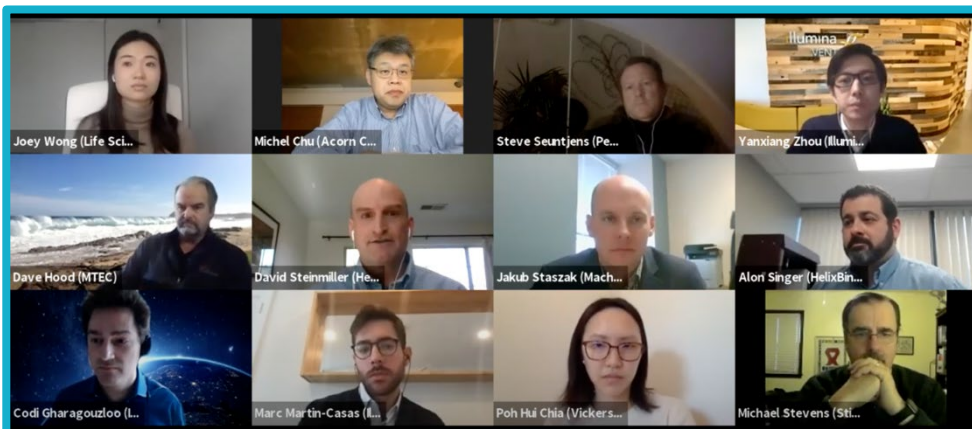 Illumina
VENT
Joey Wong (Life Sci...
Michel Chu (Acorn C...
Steve Seuntjens (Pe...
Yanxiang Zhou (Illumi...
Dave Hood (MTEC)
David Steinmiller (He...
Jakub Staszak (Mach...
Alon Singer (HelixBin...
Codi Gharagouzloo (I...
Marc Martin-Casas (Il...
Poh Hui Chia (Vickers...
Michael Stevens (Sti...